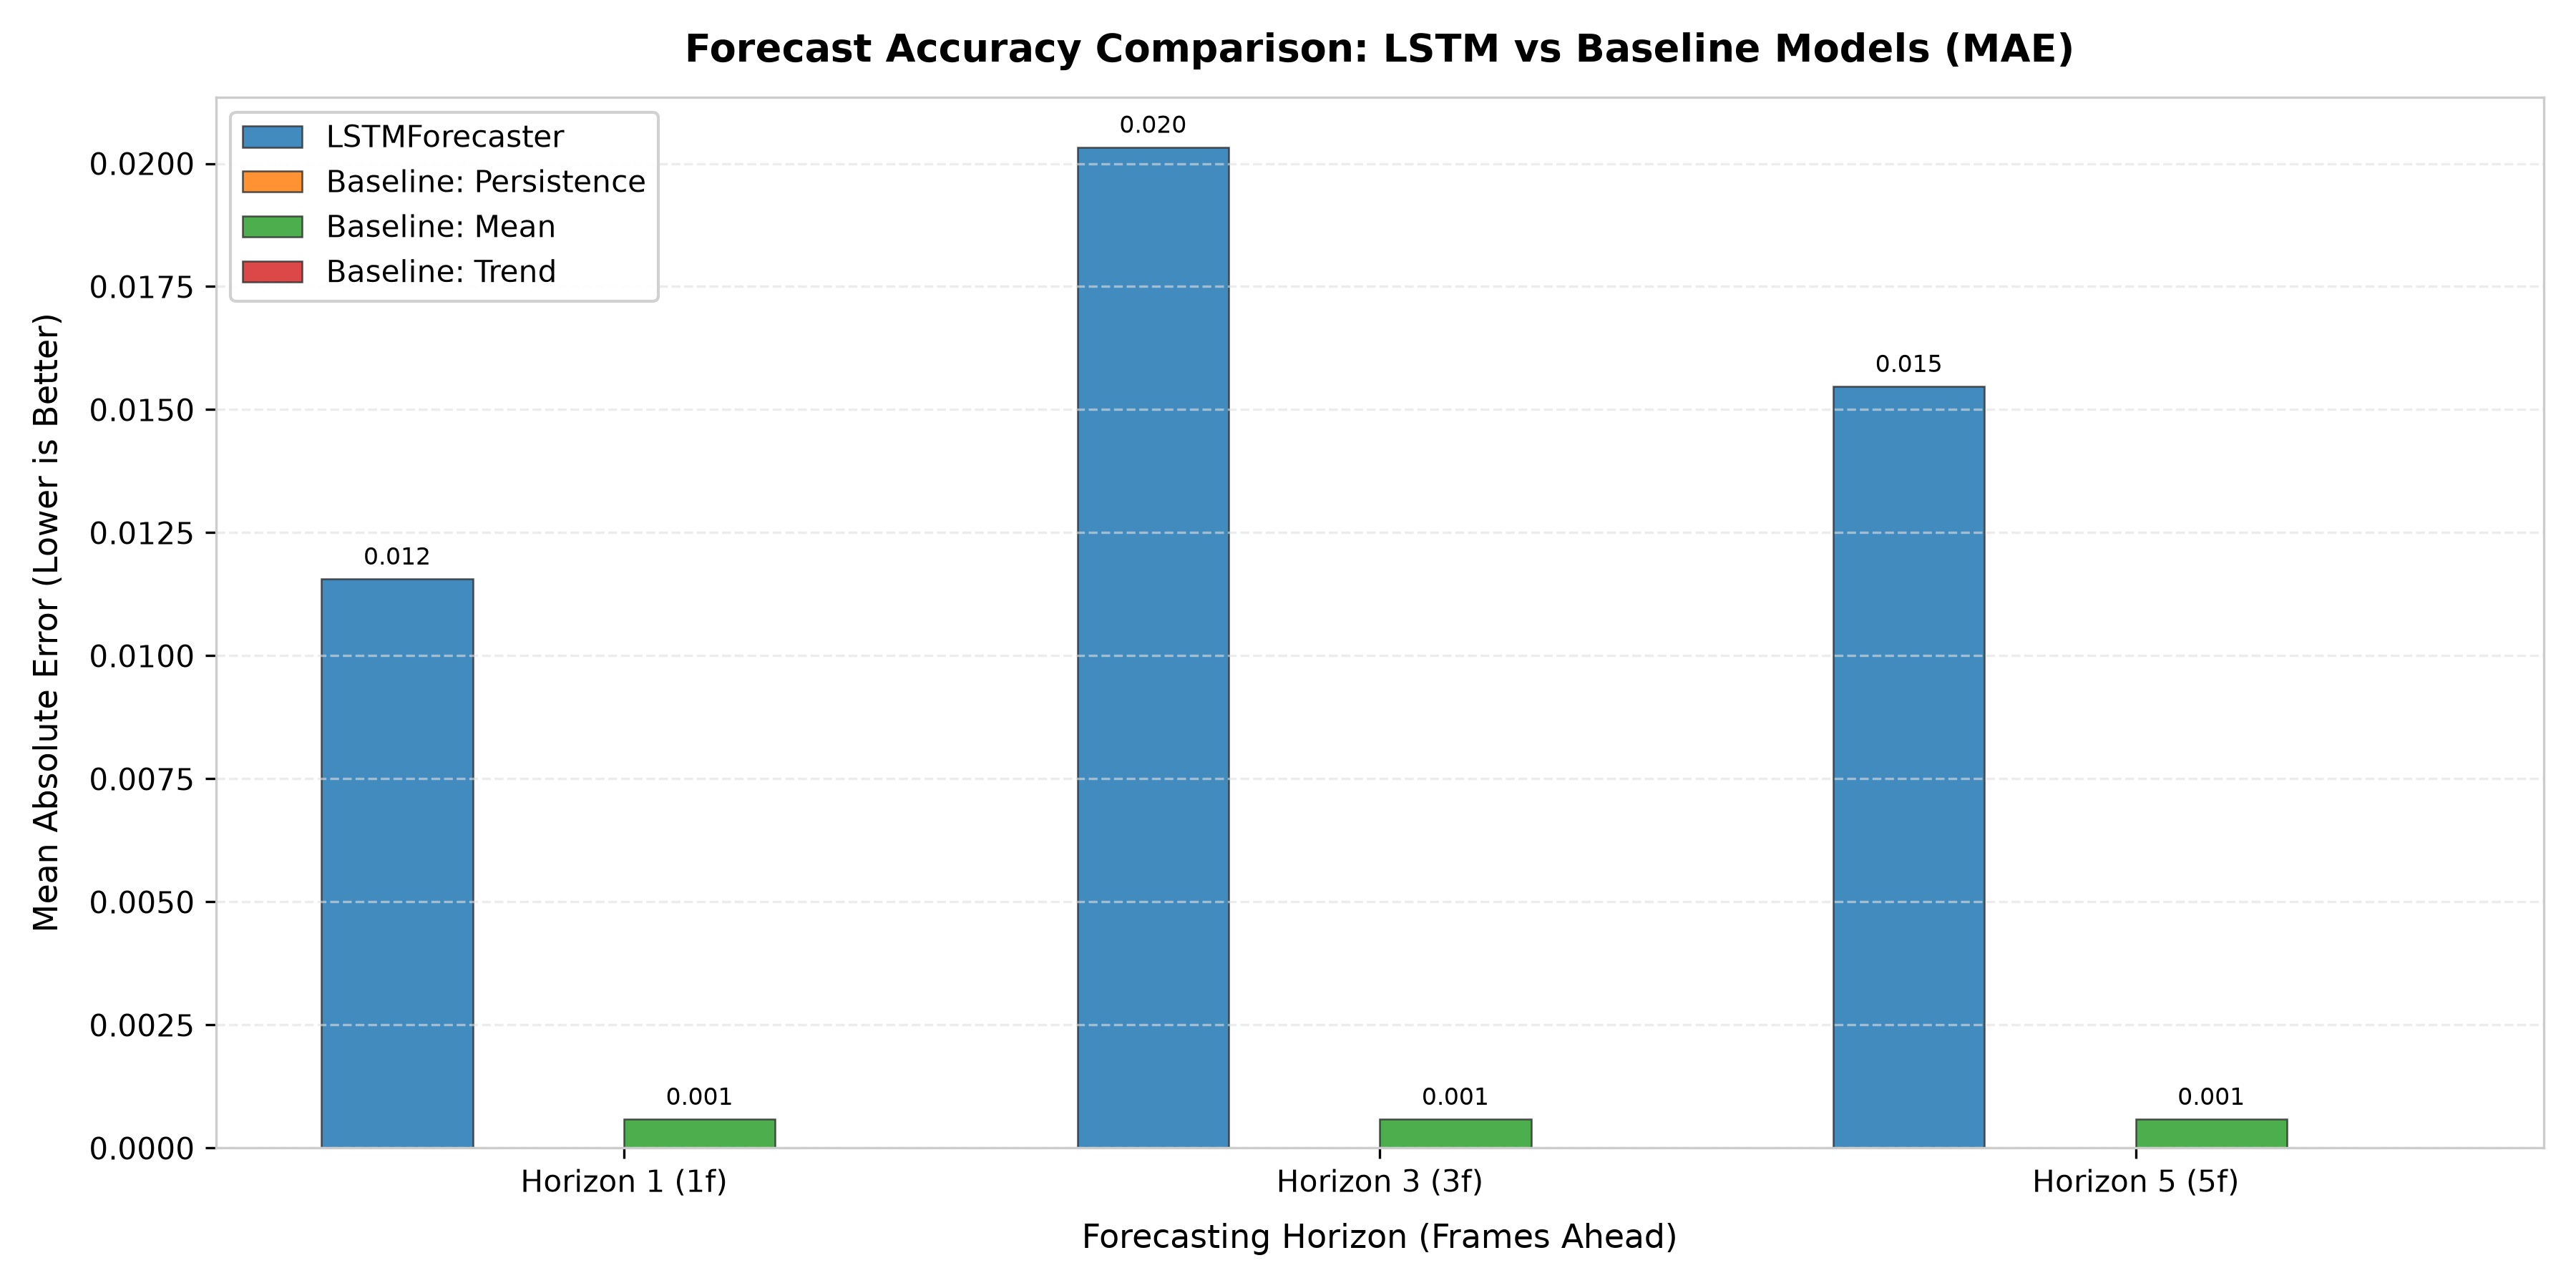 Forecast Accuracy Comparison: LSTM vs Baseline Models (MAE)
LSTMForecaster
Baseline: Persistence
Baseline: Mean
Baseline: Trend
Mean Absolute Error (Lower is Better)
0.0200
0.0175
0.0150
0.0125
0.0100
0.0075
0.0050
0.0025
0.0000
0.012
0.001
0.020
0.001
0.015
0.001
Horizon 1 (1f)
Horizon 3 (3f)
Horizon 5 (5f)
Forecasting Horizon (Frames Ahead)